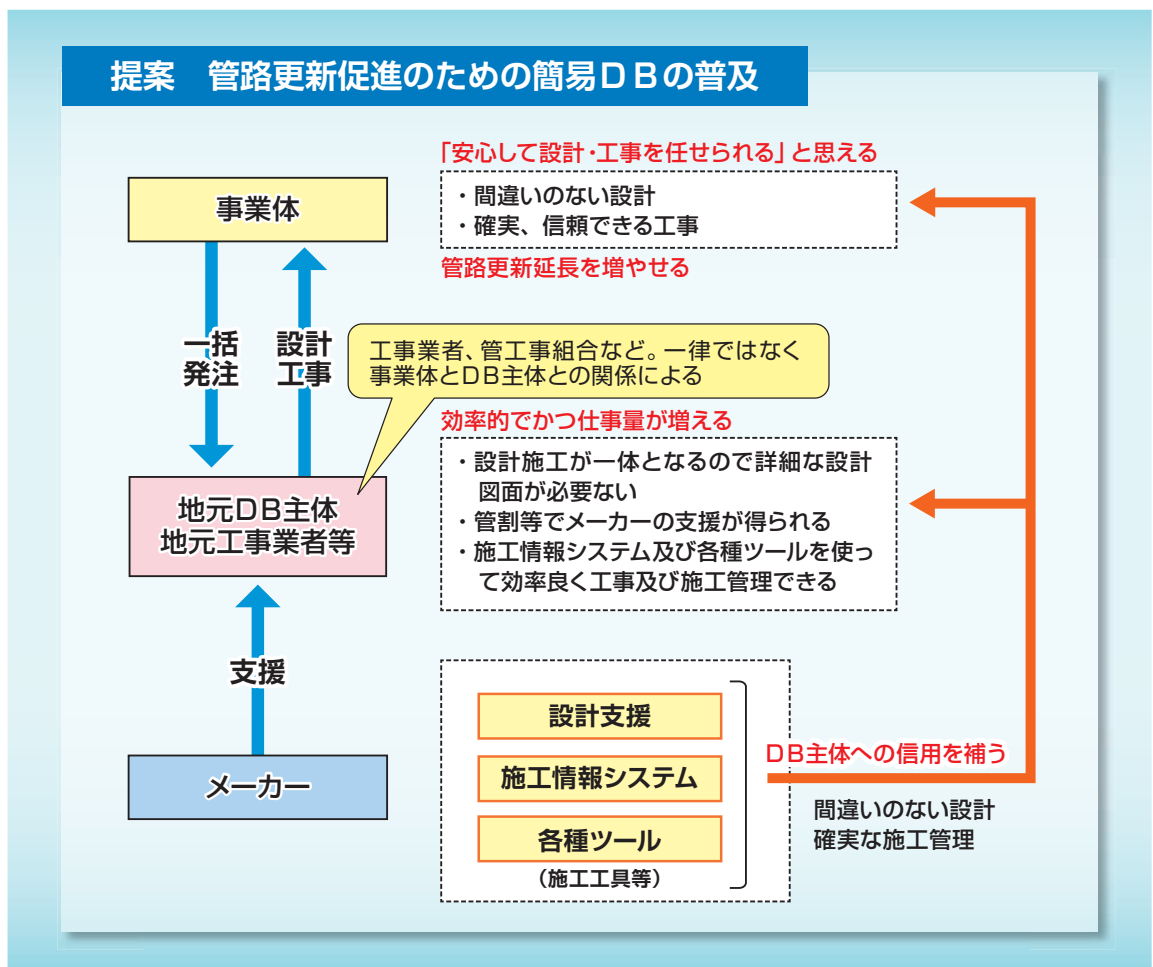 提案　管路更新促進のための簡易ＤＢの普及
「安心して設計・工事を任せられる」と思える
事業体
・間違いのない設計
・確実、信頼できる工事
管路更新延長を増やせる
一括
発注
設計
工事
工事業者、管工事組合など。一律ではなく
事業体とDB主体との関係による
効率的でかつ仕事量が増える
地元ＤＢ主体
地元工事業者等
・設計施工が一体となるので詳細な設計
図面が必要ない
・管割等でメーカーの支援が得られる
・施工情報システム及び各種ツールを使っ
て効率良く工事及び施工管理できる
支援
メーカー
設計支援
施工情報システム
各種ツール
（施工工具等）
ＤＢ主体への信用を補う
間違いのない設計
確実な施工管理